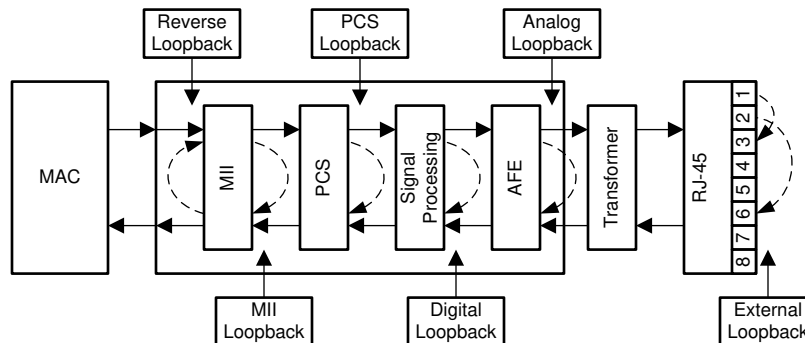 Reverse
Loopback
PCS
Loopback
Analog
Loopback
MAC
MII
PCS
Signal
Processing
AFE
Transformer
RJ-45
1
2
3
4
5
6
7
8
MII
Loopback
Digital
Loopback
External
Loopback